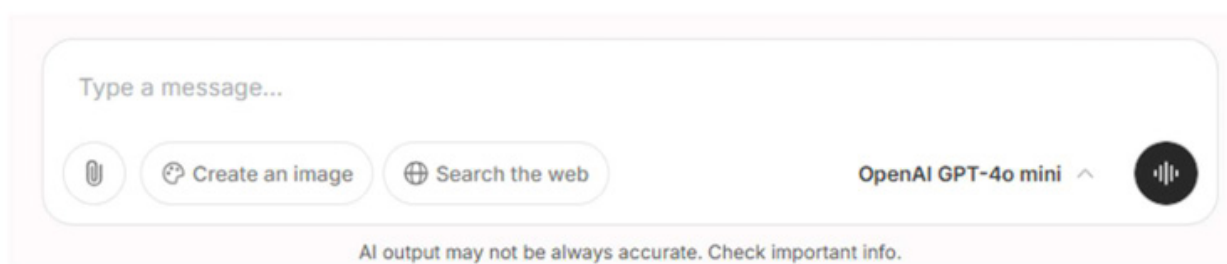 Type a message...
Create an image Search the web OpenAI GPT-4o mini
AI output may not be always accurate. Check important info.